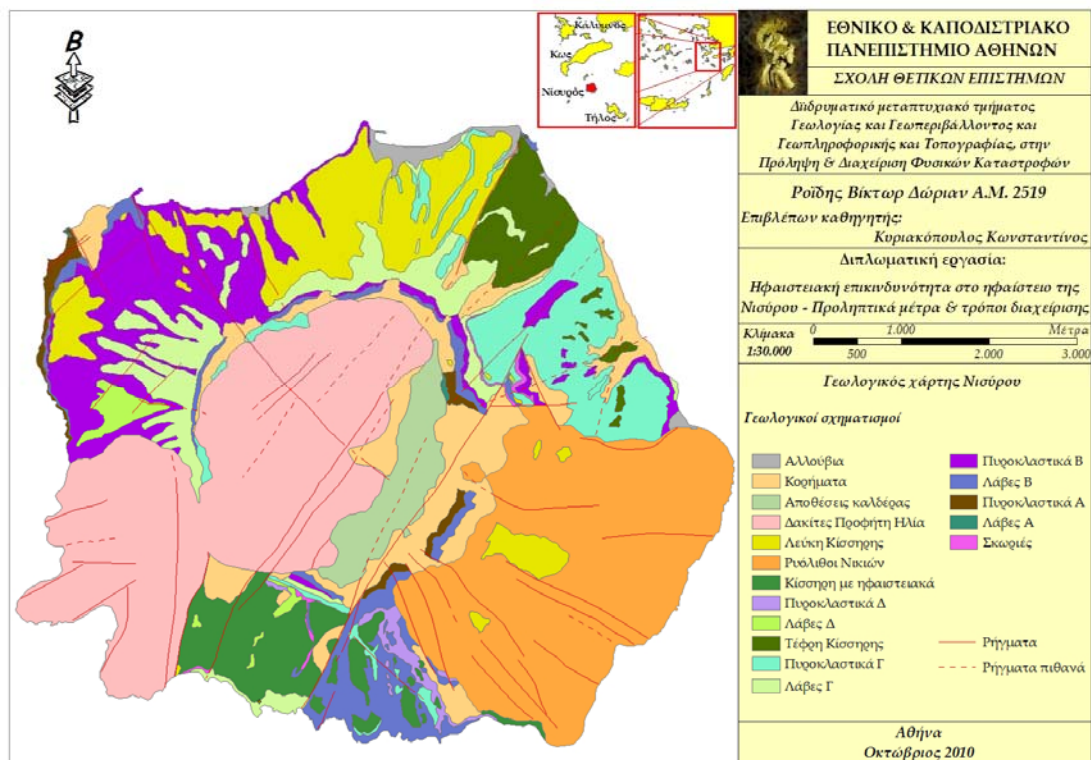 Β
Κάλυμνος
Κως
Νίσυρός
Τήλος
ΕΘΝΙΚΟ & ΚΑΠΟΔΙΣΤΡΙΑΚΟ
ΠΑΝΕΠΙΣΤΗΜΙΟ ΑΘΗΝΩΝ
ΣΧΟΛΗ ΘΕΤΙΚΩΝ ΕΠΙΣΤΗΜΩΝ
Διϊδρυματικό μεταπτυχιακό τμήματος
Γεωλογίας και Γεωπεριβάλλοντος και
Γεωπληροφορικής και Τοπογραφίας, στην
Πρόληψη & Διαχείριση Φυσικών Καταστροφών
Ροΐδης Βίκτωρ Δώριαν Α.Μ. 2519
Επιβλέπων καθηγητής:
Κυριακόπουλος Κωνσταντίνος
Διπλωματική εργασία:
Ηφαιστειακή επικινδυνότητα στο ηφαίστειο της
Νισύρου - Προληπτικά μέτρα & τρόποι διαχείρισης
Κλίμακα
1:30.000
0 1.000 Μέτρα
500 2.000 3.000
Γεωλογικός χάρτης Νισύρου
Γεωλογικοί σχηματισμοί
Αλλούβια
Κορήματα
Αποθέσεις καλδέρας
Δακίτες Προφήτη Ηλία
Λεύκη Κίσσηρης
Ρυόλιθοι Νικιών
Κίσσηρη με ηφαιστειακά
Πυροκλαστικά Δ
Λάβες Δ
Τέφρη Κίσσηρης
Πυροκλαστικά Γ
Λάβες Γ
Πυροκλαστικά Β
Λάβες Β
Πυροκλαστικά Α
Λάβες Α
Σκωριές
Ρήγματα
Ρήγματα πιθανά
Αθήνα
Οκτώβριος 2010